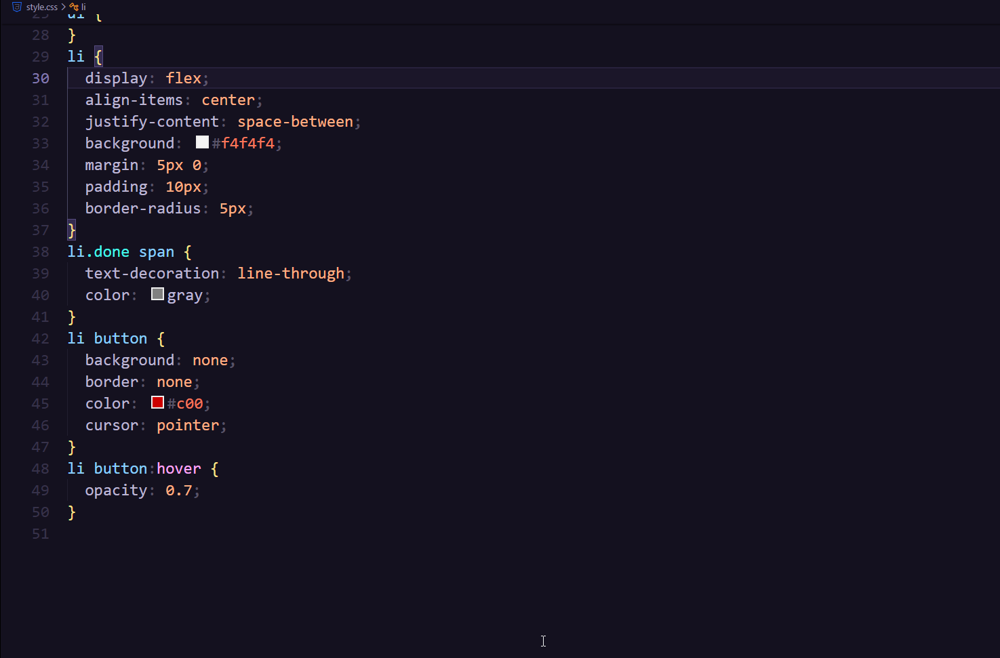 style.css > li
28 }
29 li {
30 display: flex;
31 align-items: center;
32 justify-content: space-between;
33 background: #f4f4f4;
34 margin: 5px 0;
35 padding: 10px;
36 border-radius: 5px;
37 }
38 li.done span {
39 text-decoration: line-through;
40 color: gray;
41 }
42 li button {
43 background: none;
44 border: none;
45 color: #c00;
46 cursor: pointer;
47 }
48 li button:hover {
49 opacity: 0.7;
50 }
51